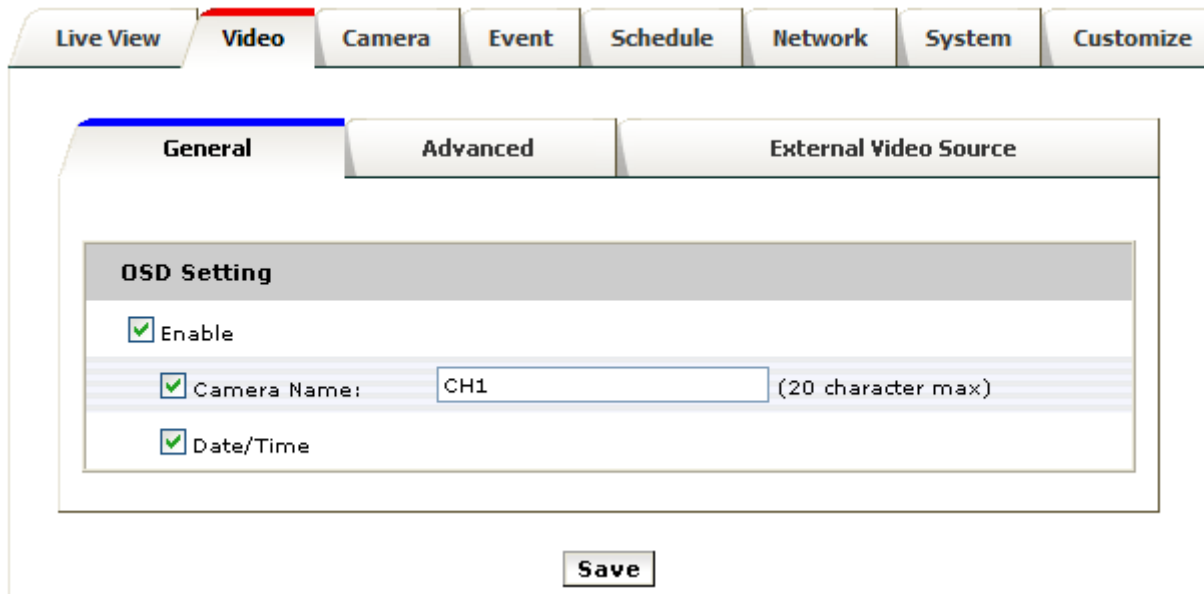 Live View Video Camera Event Schedule Network System Customize
General Advanced External Video Source
OSD Setting
Enable
Camera Name: CH1 (20 character max)
Date/Time
Save